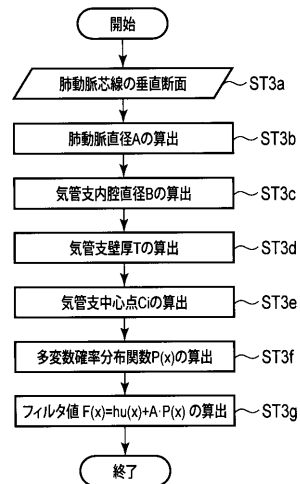 開始
肺動脈芯線の垂直断面 ST3a
肺動脈直径Aの算出 ST3b
気管支内腔直径Bの算出 ST3c
気管支壁厚Tの算出 ST3d
気管支中心点Ciの算出 ST3e
多変数確率分布関数P(x)の算出 ST3f
フィルタ値 F(x)=hu(x)+A·P(x) の算出 ST3g
終了